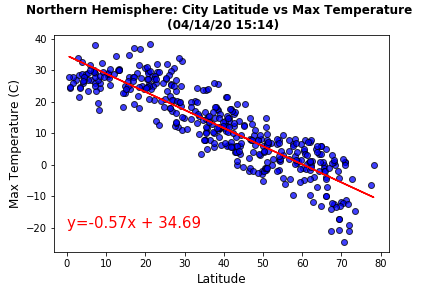 Northern Hemisphere: City Latitude vs Max Temperature
(04/14/20 15:14)
Max Temperature (C)
40
30
20
10
0
−10
−20
y=-0.57x + 34.69
0 10 20 30 40 50 60 70 80
Latitude